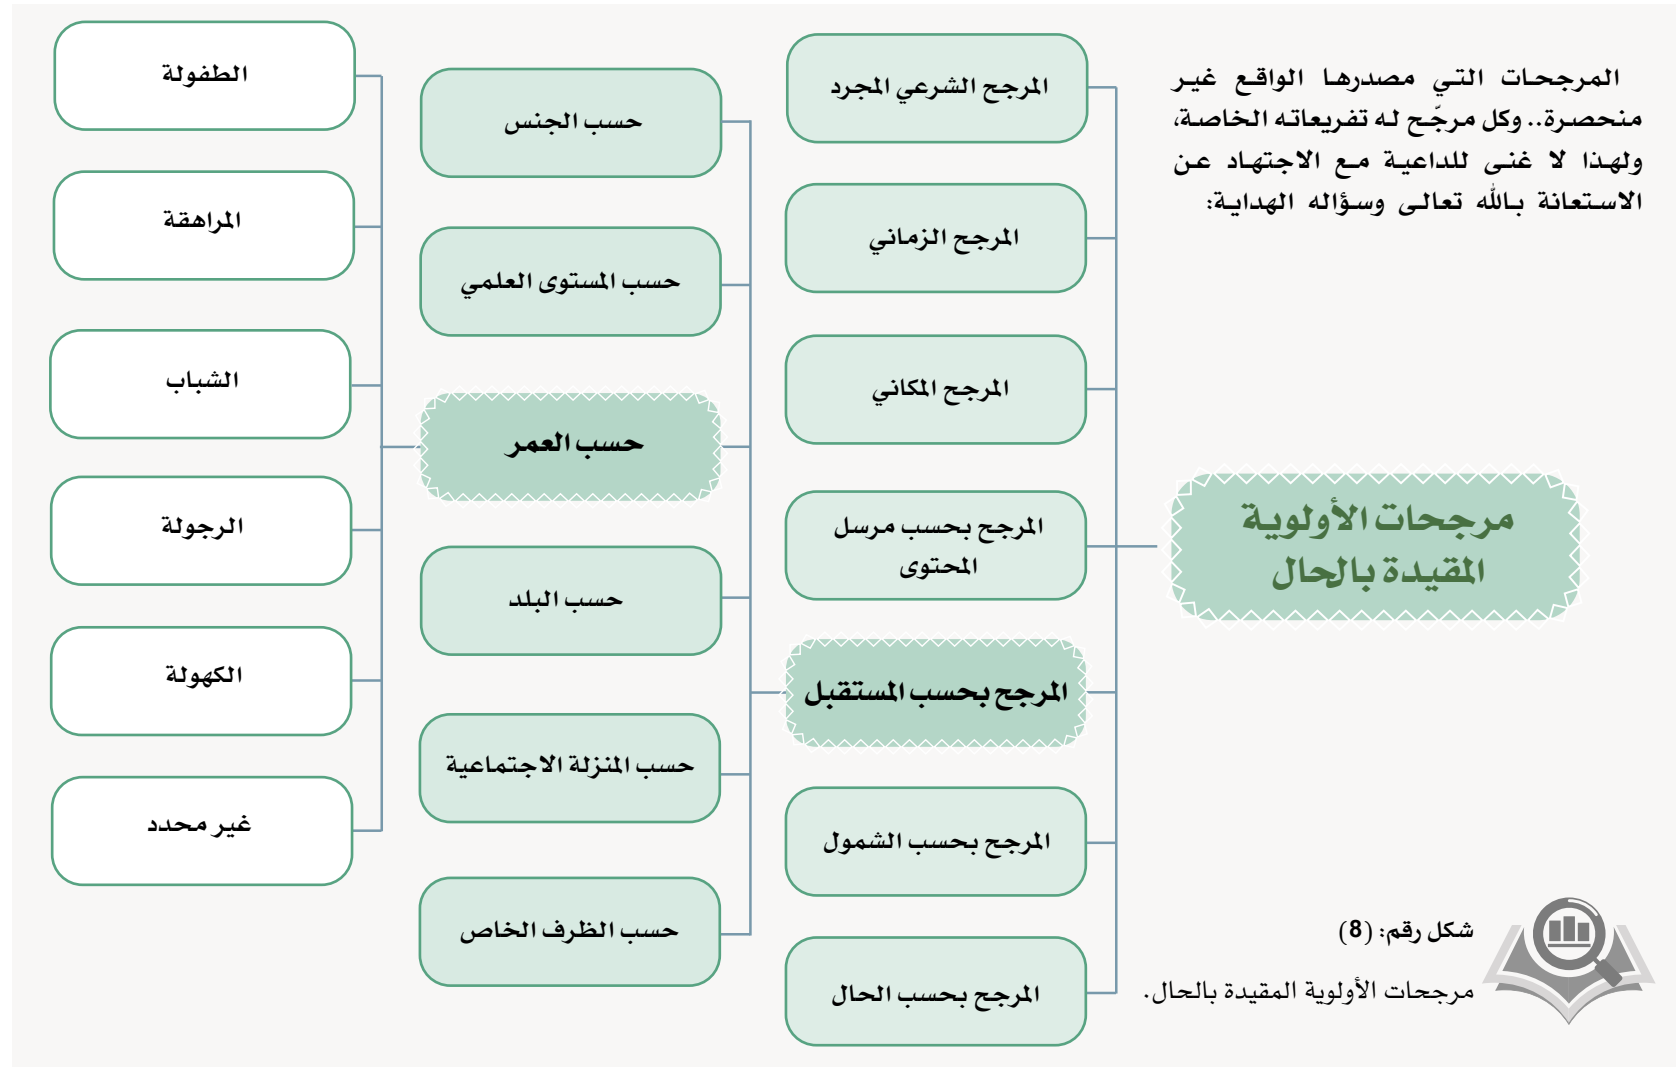 المرجحات التي مصدرها الواقع غير
منحصرة.. وكل مرجّح له تفريعاته الخاصة،
ولهذا لا غنى للداعية مع الاجتهاد عن
الاستعانة بالله تعالى وسؤاله الهداية:
مرجحات الأولوية
المقيدة بالحال
المرجح الشرعي المجرد
المرجح الزماني
المرجح المكاني
المرجح بحسب مرسل
المحتوى
المرجح بحسب المستقبل
المرجح بحسب الشمول
المرجح بحسب الحال
حسب الجنس
حسب المستوى العلمي
حسب العمر
حسب البلد
حسب المنزلة الاجتماعية
حسب الظرف الخاص
الطفولة
المراهقة
الشباب
الرجولة
الكهولة
غير محدد
شكل رقم: (8)
مرجحات الأولوية المقيدة بالحال.